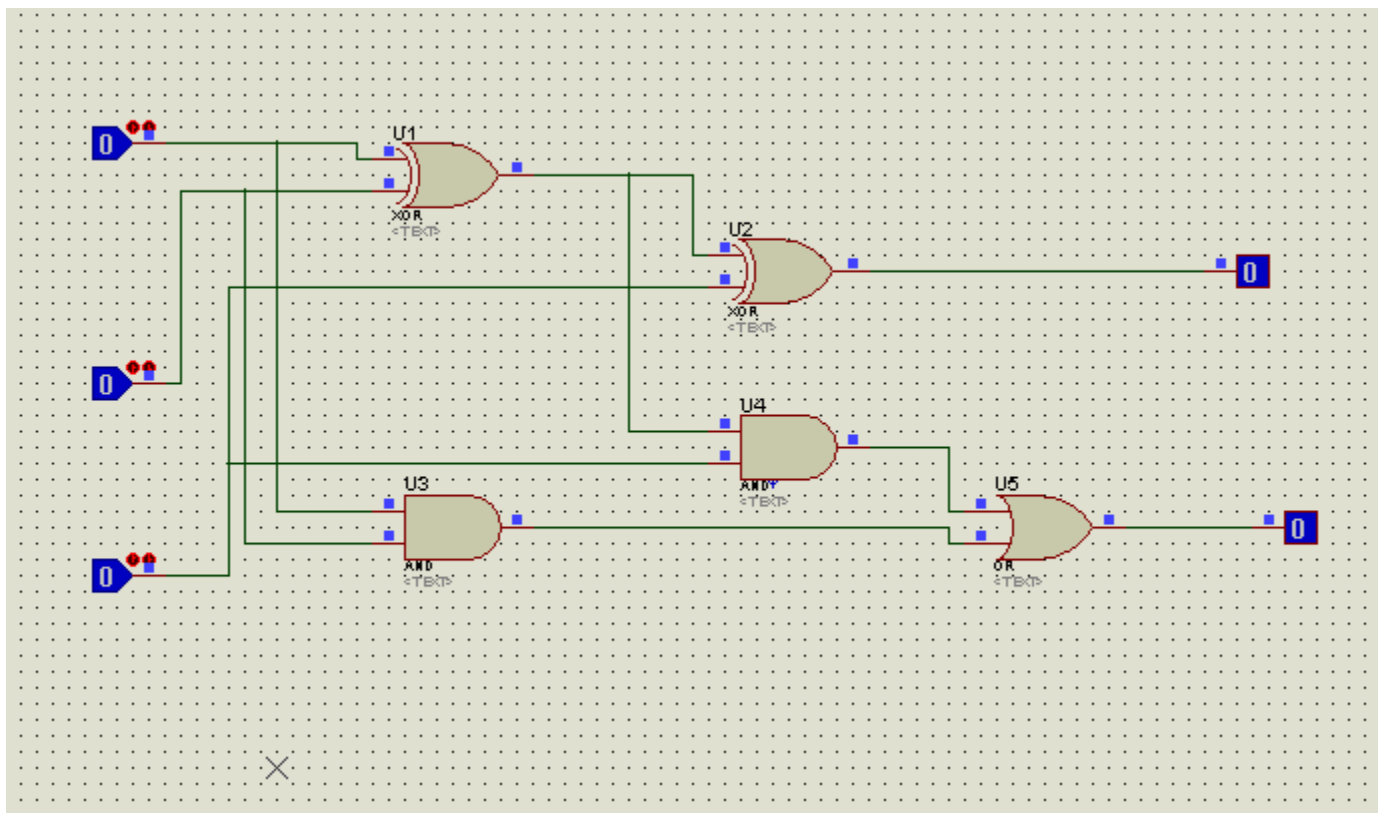 U1
0
XOR
<TEXT>
U2
0
XOR
<TEXT>
0
U4
AND
<TEXT>
U3
U5
0
AND
<TEXT>
OR
<TEXT>
0